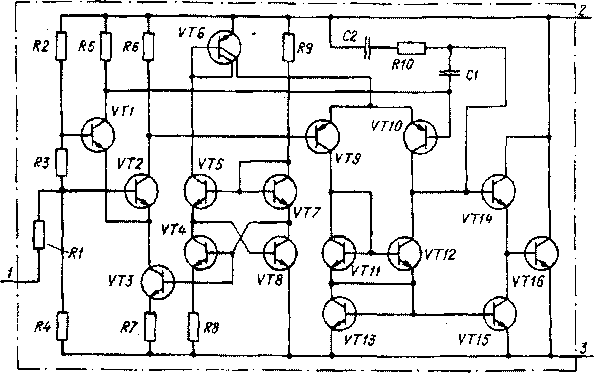 R2 R5 R6 VT6 R9 C2 R10 C1 2
VT1 VT10
R3 VT2 VT5 VT9
VT7 VT14
VT4
1 R1 VT3 VT8 VT11 VT12 VT16
R4 R7 R8 VT13 VT15 3